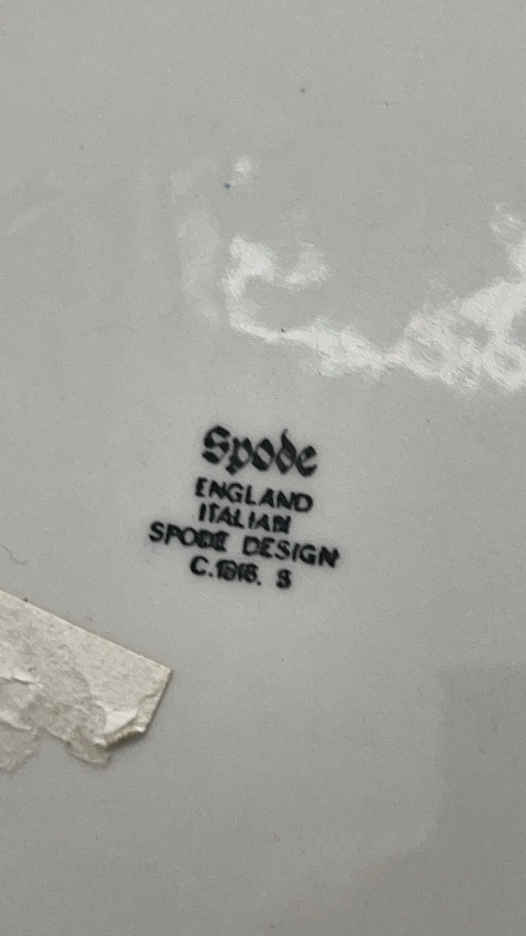 Spode
ENGLAND
ITALIAN
SPODE DESIGN
C.1816. S